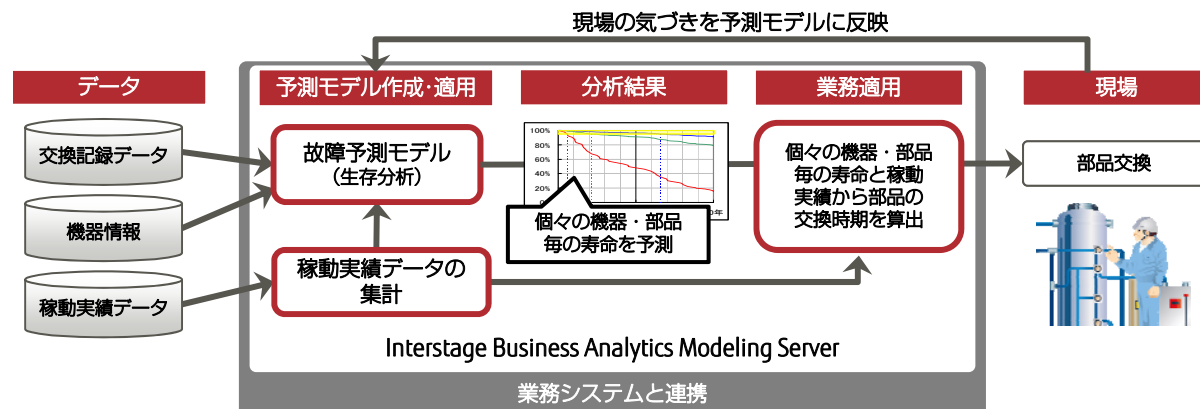 現場の気づきを予測モデルに反映
データ
予測モデル作成・適用
分析結果
業務適用
現場
交換記録データ
機器情報
稼動実績データ
故障予測モデル
（生存分析）
稼動実績データの
集計
100%
80%
60%
40%
20%
0年
個々の機器・部品
毎の寿命を予測
個々の機器・部品
毎の寿命と稼動
実績から部品の
交換時期を算出
部品交換
Interstage Business Analytics Modeling Server
業務システムと連携